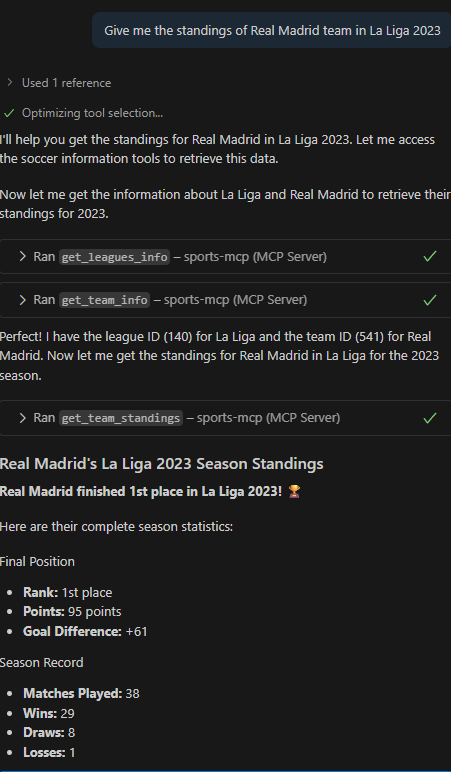 Give me the standings of Real Madrid team in La Liga 2023
Used 1 reference
Optimizing tool selection...
I'll help you get the standings for Real Madrid in La Liga 2023. Let me access
the soccer information tools to retrieve this data.
Now let me get the information about La Liga and Real Madrid to retrieve their
standings for 2023.
Ran get_leagues_info – sports-mcp (MCP Server)
Ran get_team_info – sports-mcp (MCP Server)
Perfect! I have the league ID (140) for La Liga and the team ID (541) for Real
Madrid. Now let me get the standings for Real Madrid in La Liga for the 2023
season.
Ran get_team_standings – sports-mcp (MCP Server)
Real Madrid's La Liga 2023 Season Standings
Real Madrid finished 1st place in La Liga 2023! 🏆
Here are their complete season statistics:
Final Position
• Rank: 1st place
• Points: 95 points
• Goal Difference: +61
Season Record
• Matches Played: 38
• Wins: 29
• Draws: 8
• Losses: 1